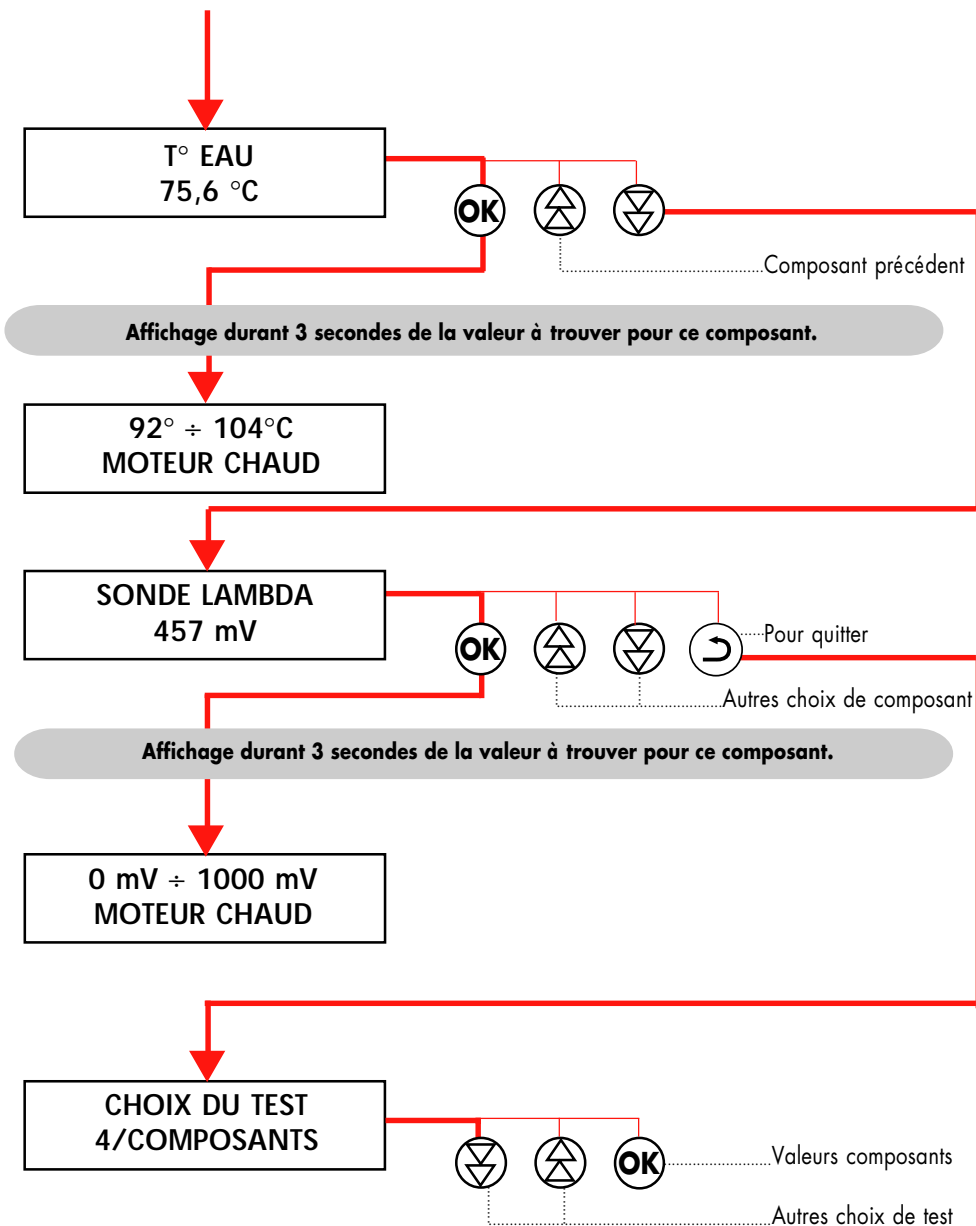 T° EAU
75,6 °C
OK
Composant précédent
Affichage durant 3 secondes de la valeur à trouver pour ce composant.
92° ÷ 104°C
MOTEUR CHAUD
SONDE LAMBDA
457 mV
OK
Pour quitter
Autres choix de composant
Affichage durant 3 secondes de la valeur à trouver pour ce composant.
0 mV ÷ 1000 mV
MOTEUR CHAUD
CHOIX DU TEST
4/COMPOSANTS
OK
Valeurs composants
Autres choix de test